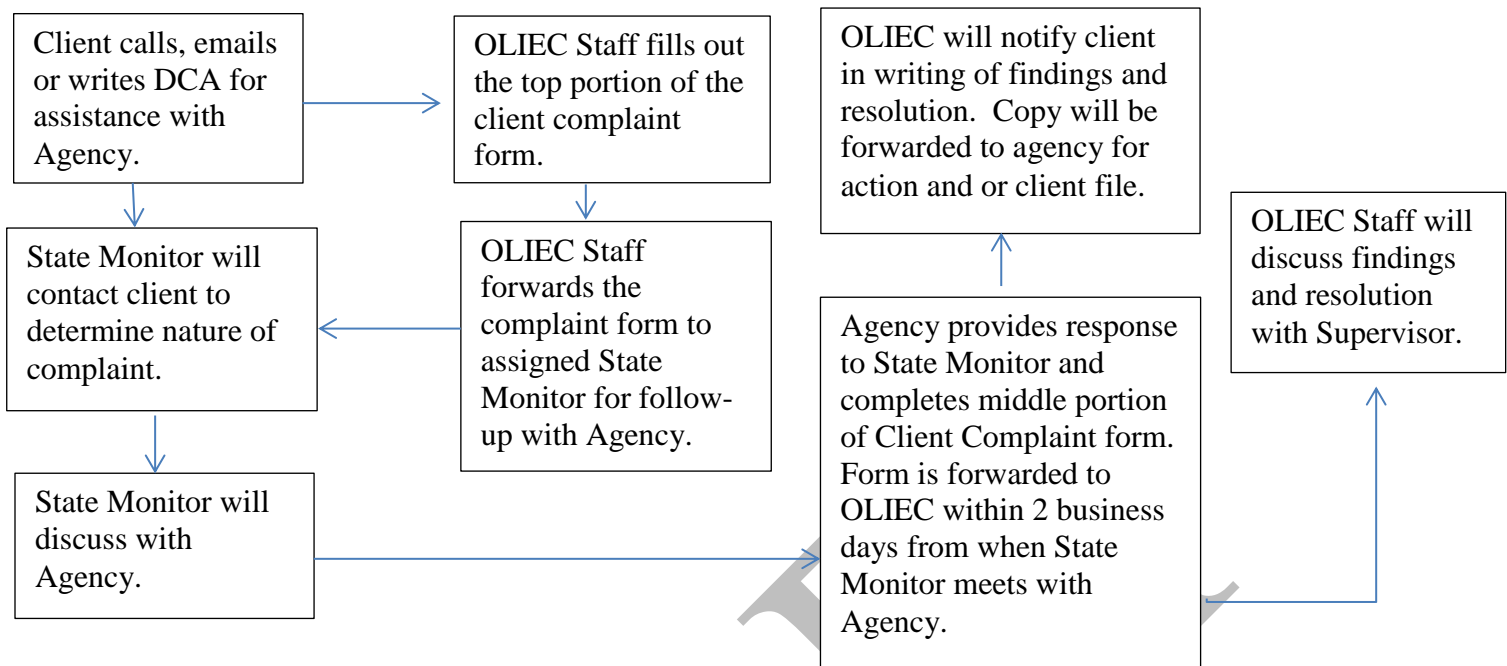 Client calls, emails
or writes DCA for
assistance with
Agency.
OLIEC Staff fills out
the top portion of the
client complaint
form.
OLIEC will notify client
in writing of findings and
resolution.  Copy will be
forwarded to agency for
action and or client file.
OLIEC Staff will
discuss findings
and resolution
with Supervisor.
State Monitor will
contact client to
determine nature of
complaint.
OLIEC Staff
forwards the
complaint form to
assigned State
Monitor for follow-
up with Agency.
Agency provides response
to State Monitor and
completes middle portion
of Client Complaint form.
Form is forwarded to
OLIEC within 2 business
days from when State
Monitor meets with
Agency.
State Monitor will
discuss with
Agency.